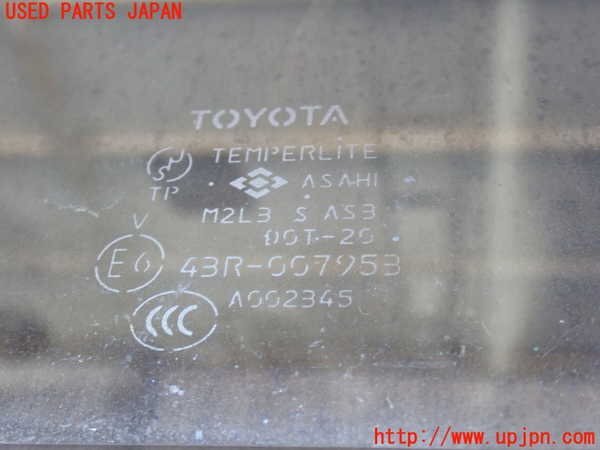 USED PARTS JAPAN
TOYOTA
TEMPERLITE
TP
ASAHI
M2L3 S AS3
DOT-20
V
E6
43R-007953
A002345
CCC
http://www.upjpn.com